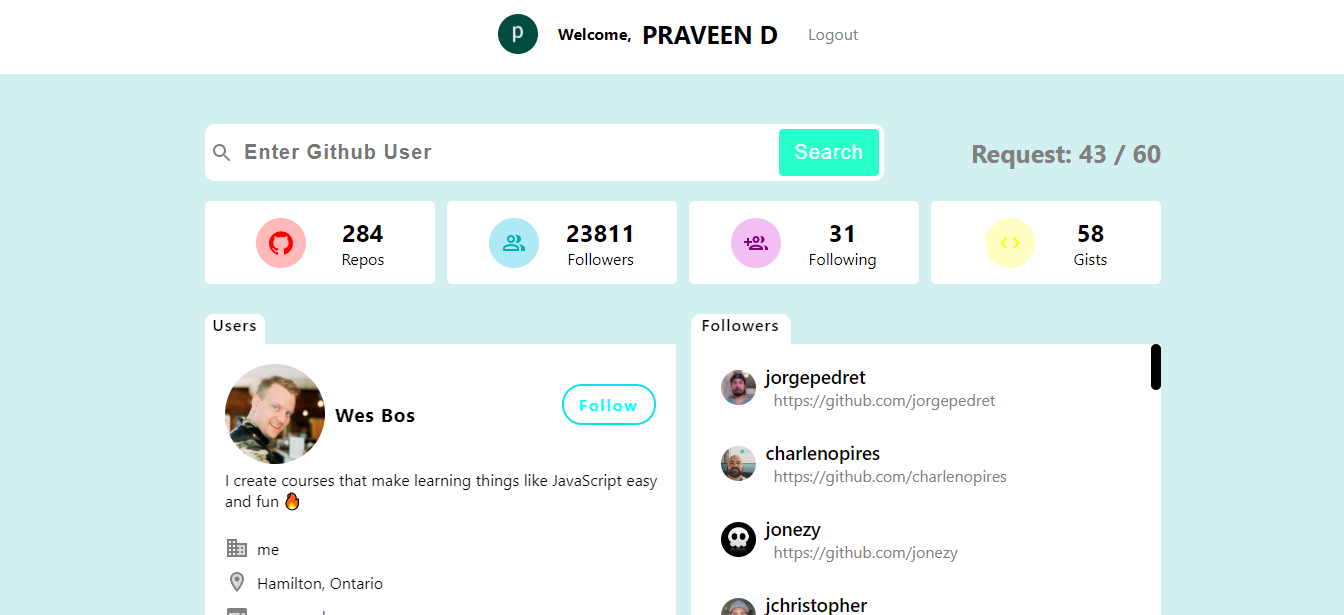 p Welcome, PRAVEEN D Logout
Enter Github User Search
Request: 43 / 60
284
Repos
23811
Followers
31
Following
58
Gists
Users
Wes Bos
Follow
I create courses that make learning things like JavaScript easy
and fun 🔥
me
Hamilton, Ontario
Followers
jorgepedret
https://github.com/jorgepedret
charlenopires
https://github.com/charlenopires
jonezy
https://github.com/jonezy
jchristopher